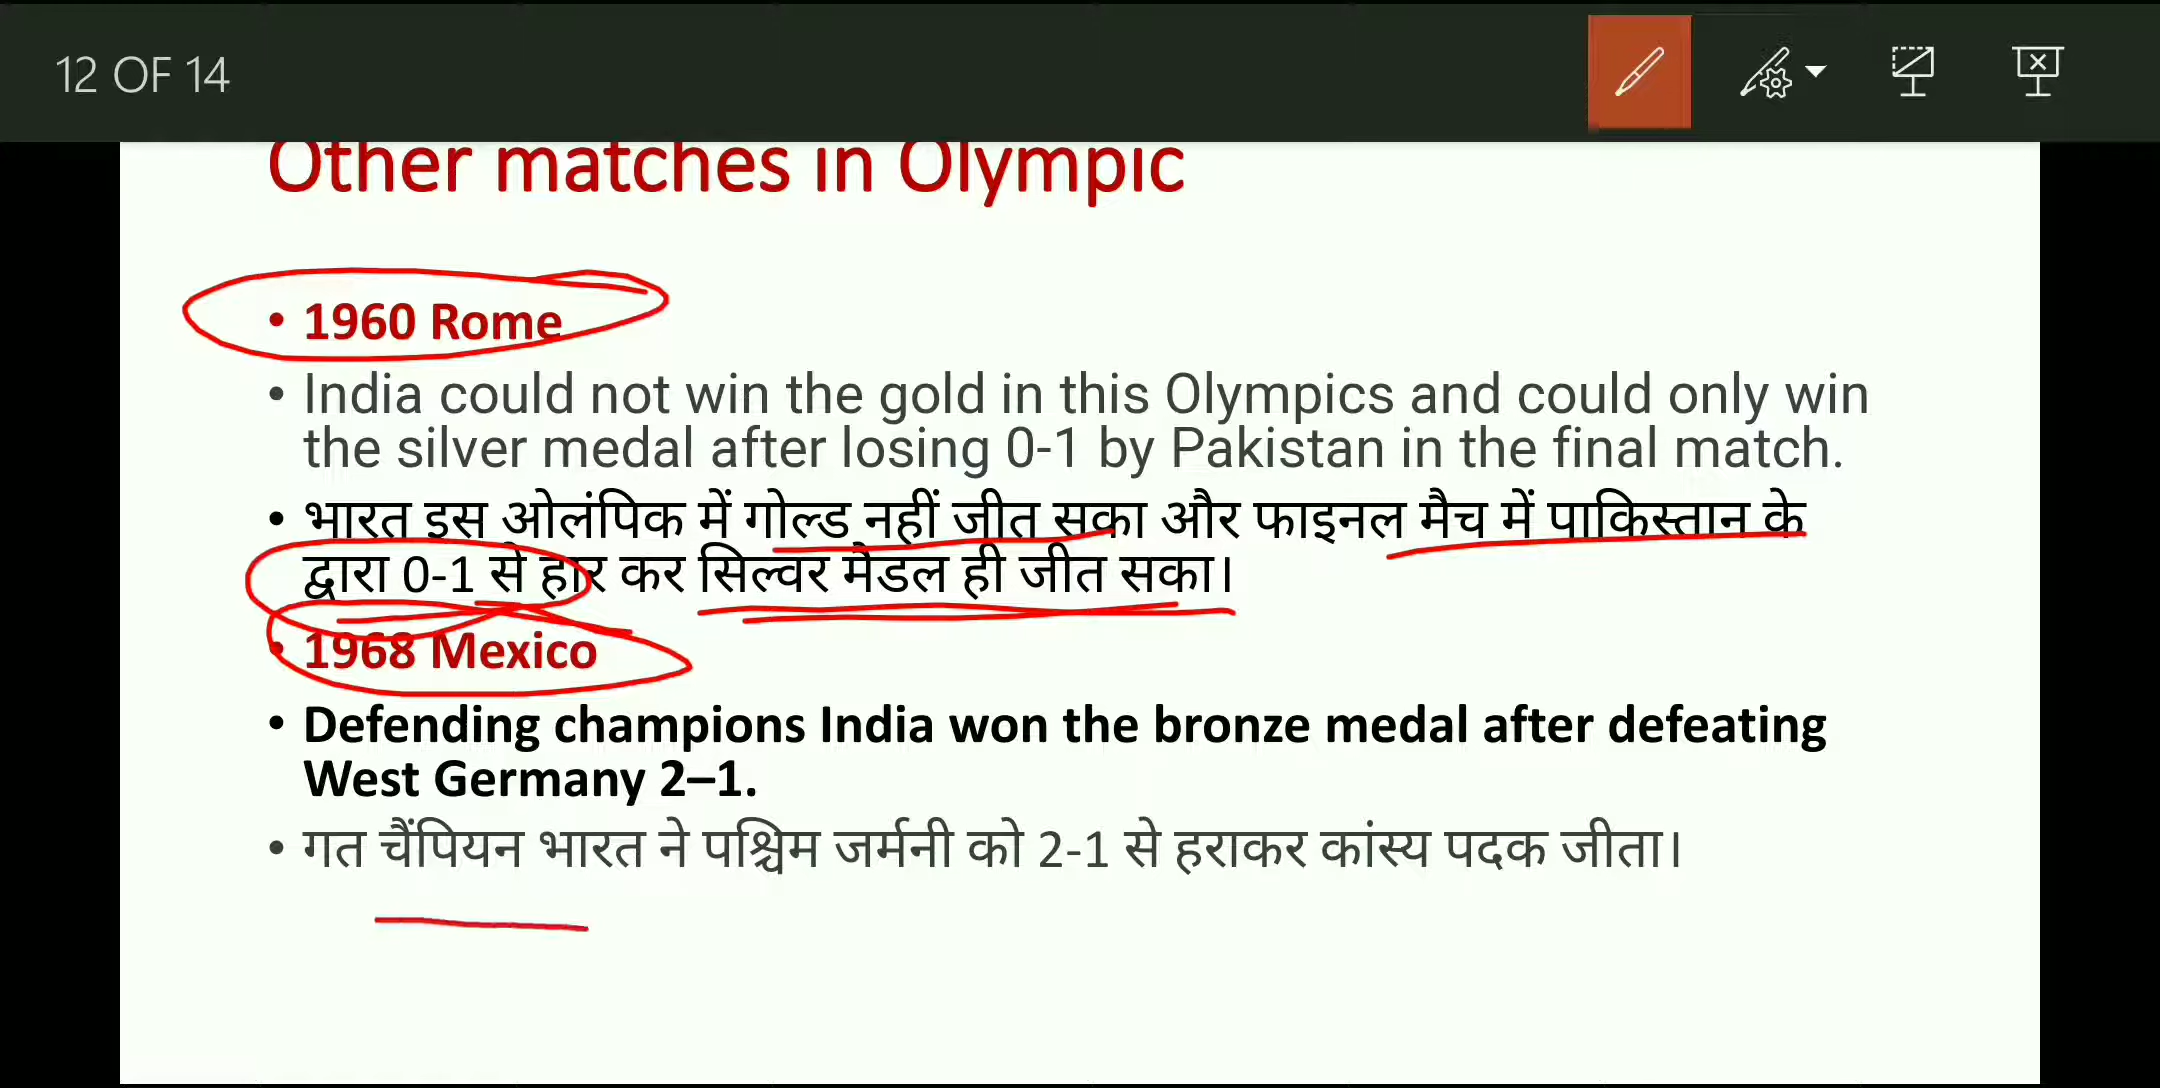 12 OF 14
Other matches in Olympic
• 1960 Rome
• India could not win the gold in this Olympics and could only win
the silver medal after losing 0-1 by Pakistan in the final match.
• भारत इस ओलंपिक में गोल्ड नहीं जीत सका और फाइनल मैच में पाकिस्तान के
द्वारा 0-1 से हार कर सिल्वर मेडल ही जीत सका।
• 1968 Mexico
• Defending champions India won the bronze medal after defeating
West Germany 2–1.
• गत चैंपियन भारत ने पश्चिम जर्मनी को 2-1 से हराकर कांस्य पदक जीता।